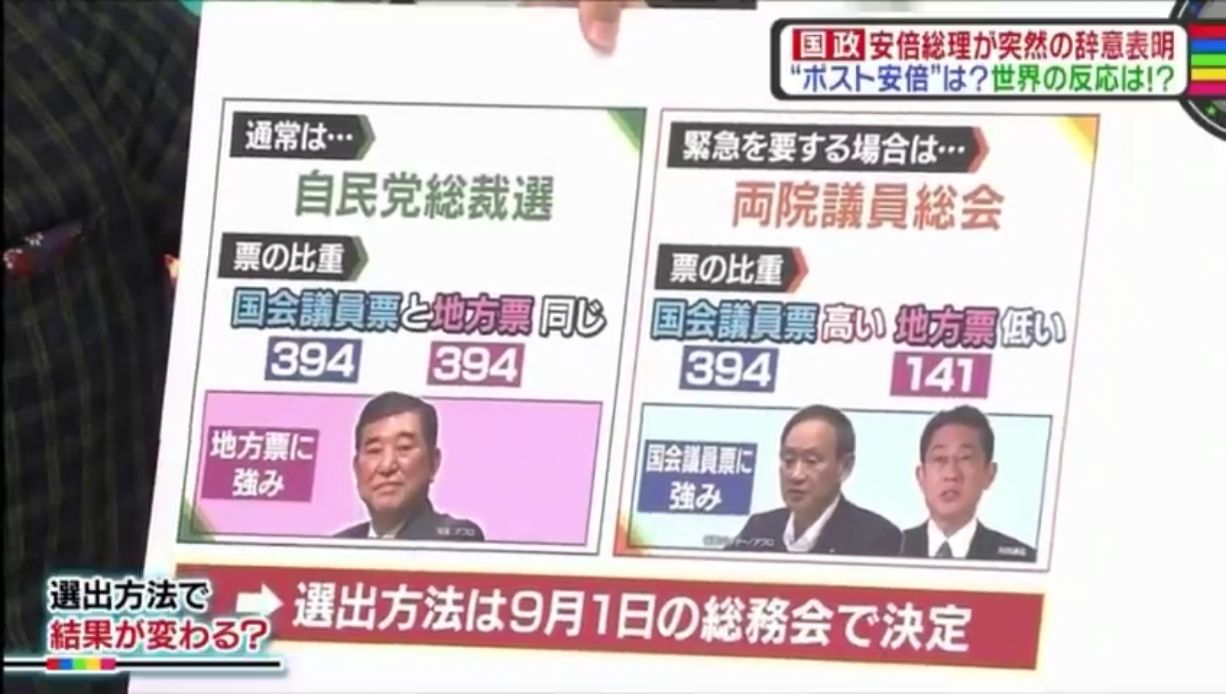 国政 安倍総理が突然の辞意表明
“ポスト安倍”は？世界の反応は!?
通常は…
自民党総裁選
票の比重
国会議員票と地方票 同じ
394 394
地方票に
強み
緊急を要する場合は…
両院議員総会
票の比重
国会議員票 高い 地方票 低い
394 141
国会議員票に
強み
➡選出方法は9月1日の総務会で決定
選出方法で
結果が変わる？